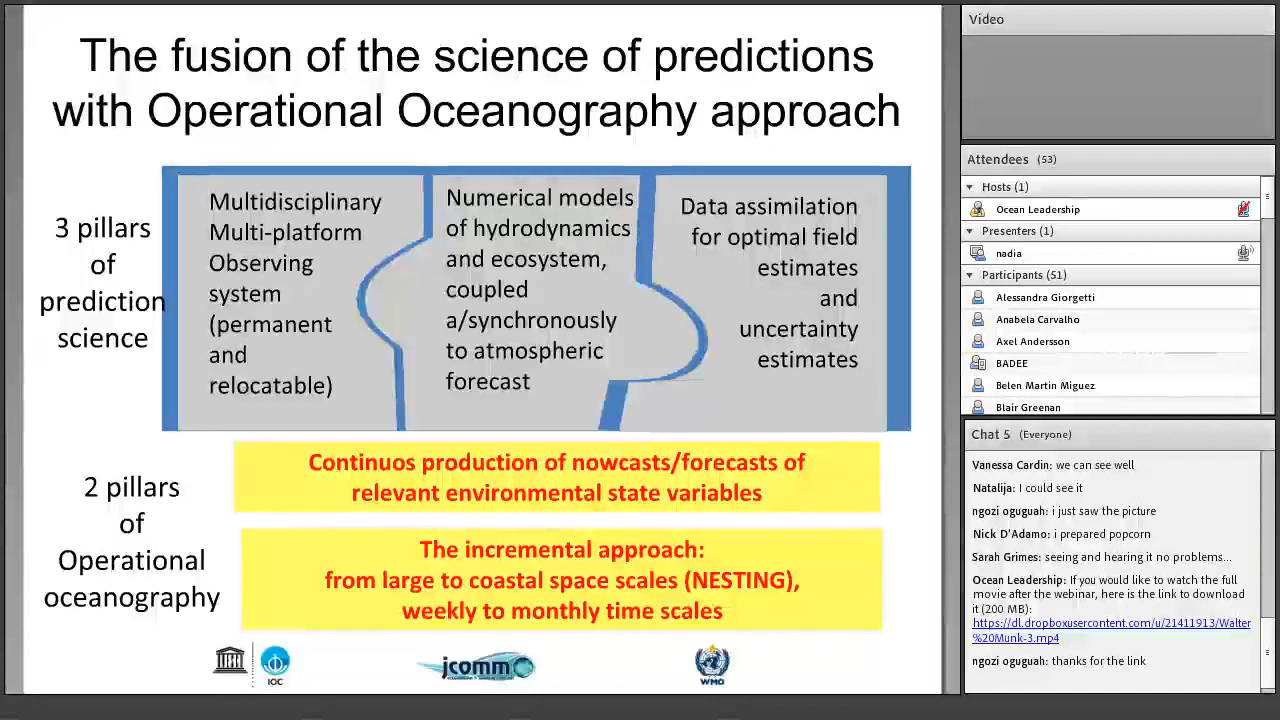 The fusion of the science of predictions
with Operational Oceanography approach
3 pillars
of
prediction
science
Multidisciplinary
Multi-platform
Observing
system
(permanent
and
relocatable)
Numerical models
of hydrodynamics
and ecosystem,
coupled
a/synchronously
to atmospheric
forecast
Data assimilation
for optimal field
estimates
and
uncertainty
estimates
2 pillars
of
Operational
oceanography
Continuos production of nowcasts/forecasts of
relevant environmental state variables
The incremental approach:
from large to coastal space scales (NESTING),
weekly to monthly time scales
IOC
jcomm
WMO
Video
Attendees (53)
Hosts (1)
Ocean Leadership
Presenters (1)
nadia
Participants (51)
Alessandra Giorgetti
Anabela Carvalho
Axel Andersson
BADEE
Belen Martin Miguez
Blair Greenan
Chat 5 (Everyone)
Vanessa Cardin: we can see well
Natalija: I could see it
ngozi oguguah: i just saw the picture
Nick D'Adamo: i prepared popcorn
Sarah Grimes: seeing and hearing it no problems...
Ocean Leadership: If you would like to watch the full
movie after the webinar, here is the link to download
it (200 MB):
https://dl.dropboxusercontent.com/u/21411913/Walter
%20Munk-3.mp4
ngozi oguguah: thanks for the link